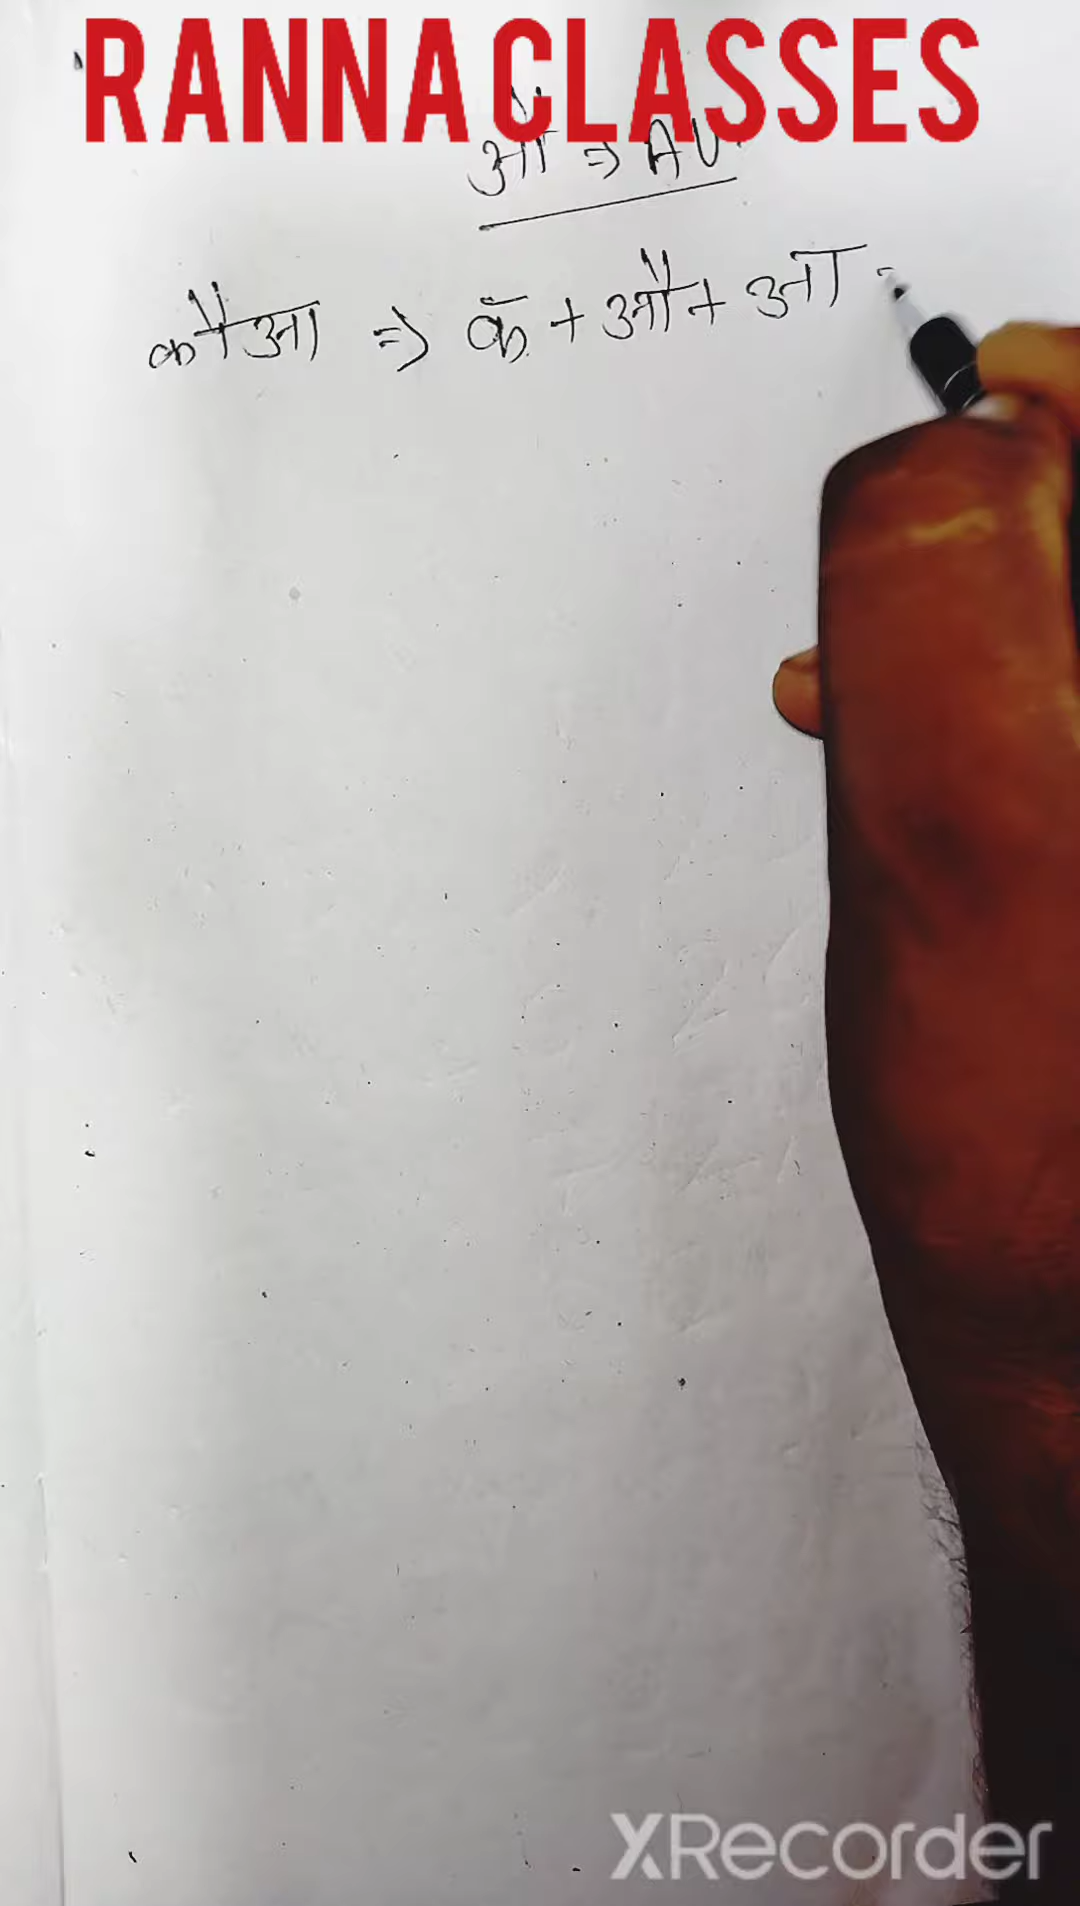 RANNA CLASSES
औ ⇒ AU
कौआ ⇒ क + औ + आ =
XRecorder